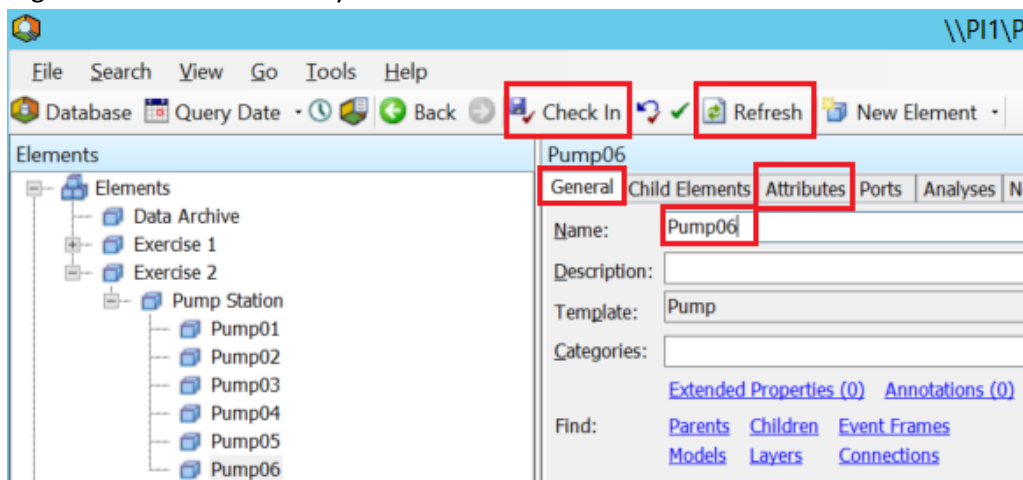 \\PI1\P
File Search View Go Tools Help
Database Query Date Back Check In Refresh New Element
Elements
Elements
Data Archive
Exercise 1
Exercise 2
Pump Station
Pump01
Pump02
Pump03
Pump04
Pump05
Pump06
Pump06
General Child Elements Attributes Ports Analyses N
Name: Pump06
Description:
Template: Pump
Categories:
Extended Properties (0) Annotations (0)
Find: Parents Children Event Frames
Models Layers Connections